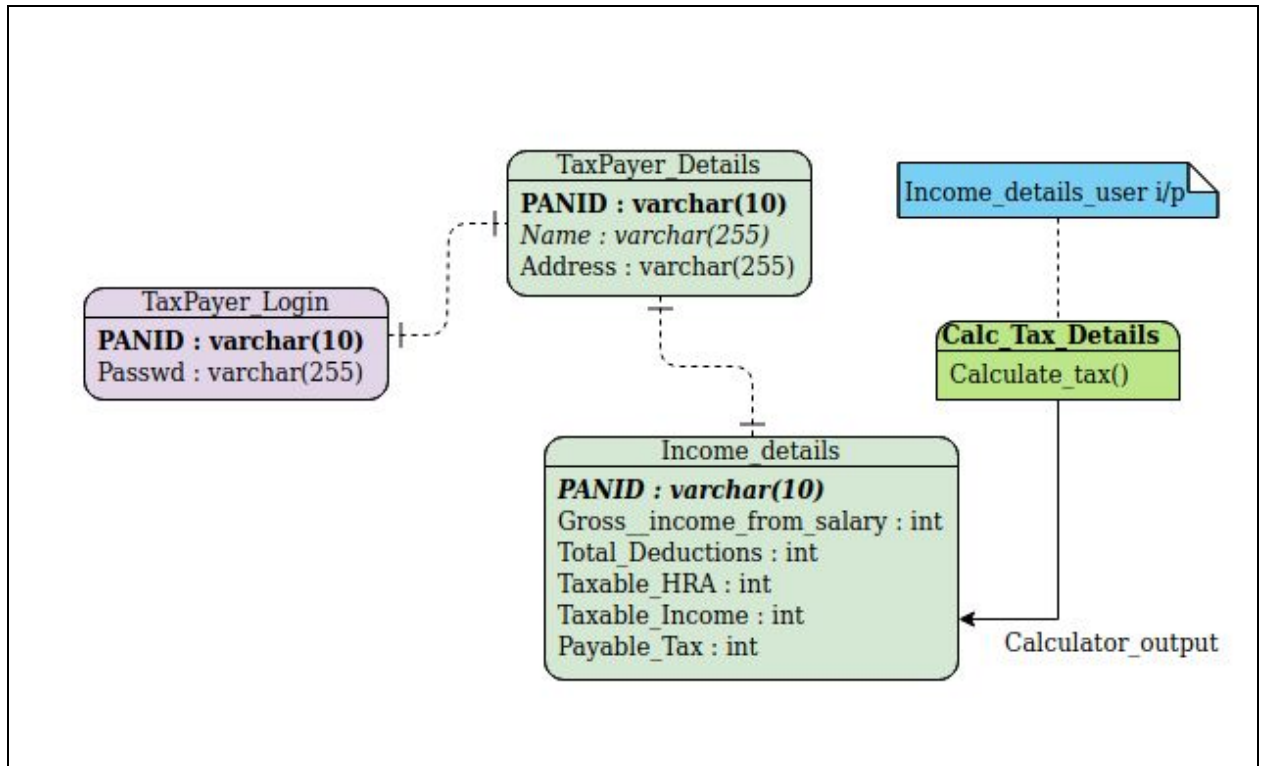 TaxPayer_Details
PANID : varchar(10)
Name : varchar(255)
Address : varchar(255)
Income_details_user i/p
TaxPayer_Login
PANID : varchar(10)
Passwd : varchar(255)
Calc_Tax_Details
Calculate_tax()
Income_details
PANID : varchar(10)
Gross__income_from_salary : int
Total_Deductions : int
Taxable_HRA : int
Taxable_Income : int
Payable_Tax : int
Calculator_output